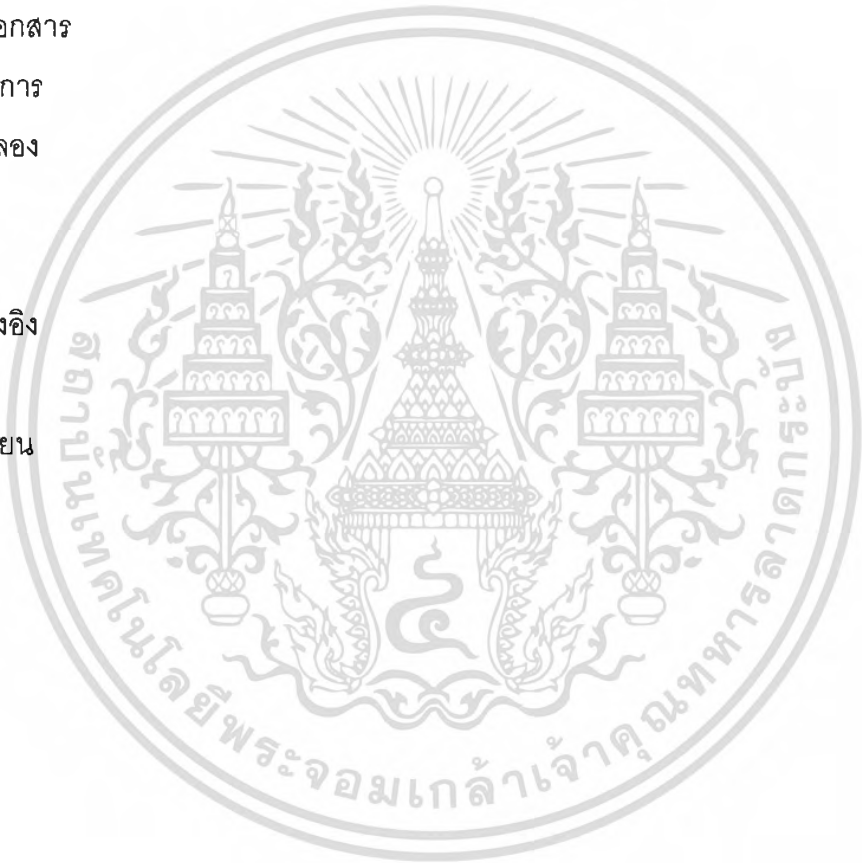 อกสาร
การ
ลอง
งอิง
ยน
สถาบันเทคโนโลยีพระจอมเกล้าเจ้าคุณทหารลาดกระบัง
๔